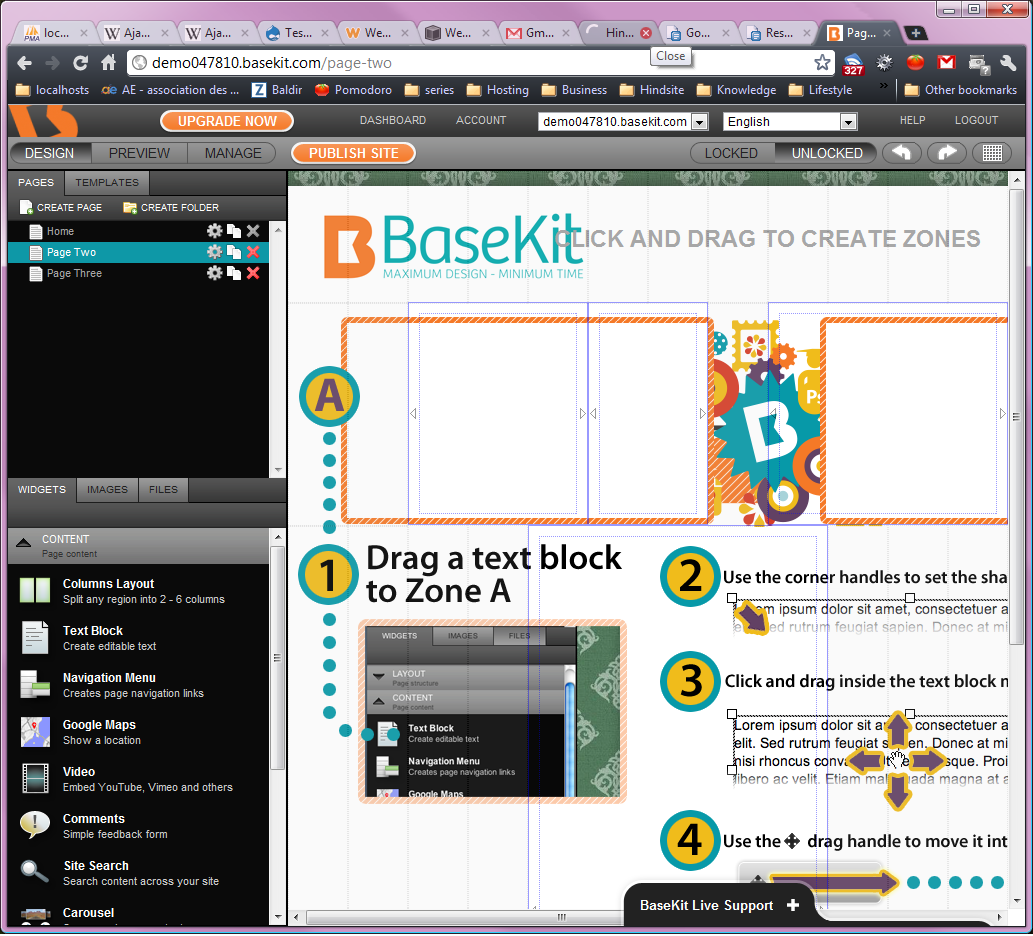 PMA loc...
W Aja...
W Aja...
Tes...
We...
We...
Gm...
Hin...
Go...
Res...
Pag...
Close
demo047810.basekit.com/page-two
327
localhosts
ae AE - association des ...
Z Baldir
Pomodoro
series
Hosting
Business
Hindsite
Knowledge
Lifestyle
»
Other bookmarks
UPGRADE NOW
DASHBOARD
ACCOUNT
demo047810.basekit.com
English
HELP
LOGOUT
DESIGN
PREVIEW
MANAGE
PUBLISH SITE
LOCKED
UNLOCKED
PAGES
TEMPLATES
CREATE PAGE
CREATE FOLDER
Home
Page Two
Page Three
WIDGETS
IMAGES
FILES
CONTENT
Page content
Columns Layout
Split any region into 2 - 6 columns
Text Block
Create editable text
Navigation Menu
Creates page navigation links
Google Maps
Show a location
Video
Embed YouTube, Vimeo and others
Comments
Simple feedback form
Site Search
Search content across your site
Carousel
BaseKit
MAXIMUM DESIGN - MINIMUM TIME
CLICK AND DRAG TO CREATE ZONES
A
1
Drag a text block
to Zone A
WIDGETS
IMAGES
FILES
LAYOUT
Page structure
CONTENT
Page content
Text Block
Create editable text
Navigation Menu
Creates page navigation links
Google Maps
2
Use the corner handles to set the sha
ipsum dolor sit amet, consectetuer a
sed rutrum feugiat sapien. Donec at mi
3
Click and drag inside the text block n
Lorem ipsum dolor sit a consectetuer a
elit. Sed rutrum feugiat s en. Donec at mi
nisi rhoncus conva esque. Proi
libero ac velit. Etiam mal ada magna at a
4
Use the drag handle to move it int
BaseKit Live Support +